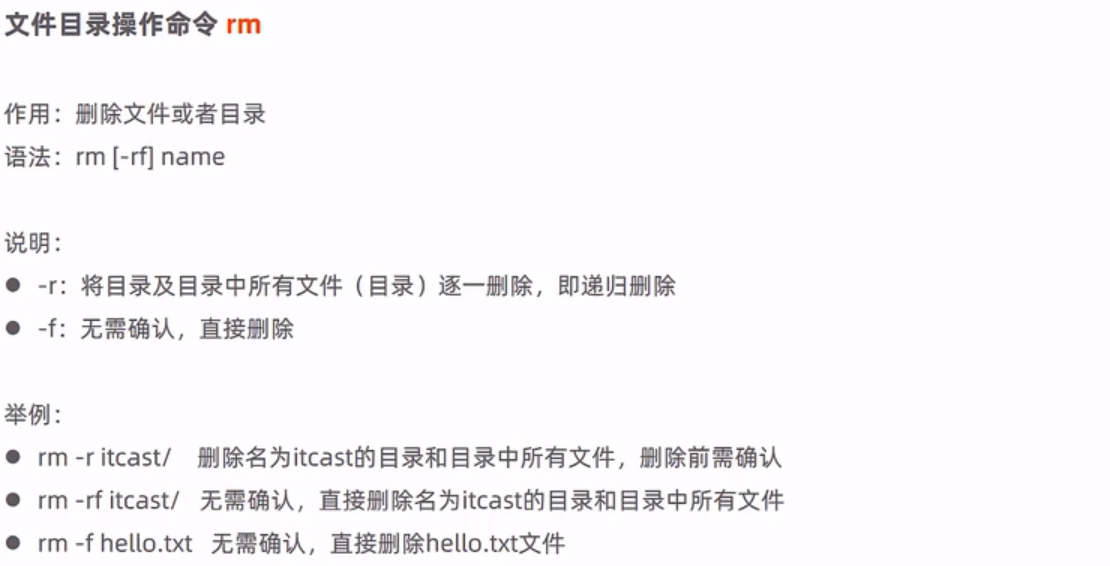 文件目录操作命令 rm
作用：删除文件或者目录
语法：rm [-rf] name
说明：
● -r：将目录及目录中所有文件（目录）逐一删除，即递归删除
● -f：无需确认，直接删除
举例：
● rm -r itcast/ 删除名为itcast的目录和目录中所有文件，删除前需确认
● rm -rf itcast/ 无需确认，直接删除名为itcast的目录和目录中所有文件
● rm -f hello.txt 无需确认，直接删除hello.txt文件